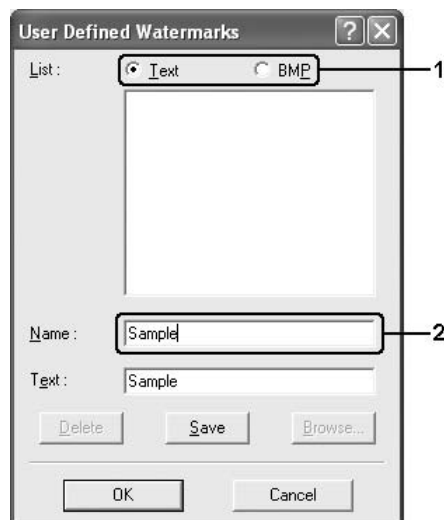 User Defined Watermarks
List : Text BMP 1
Name : Sample 2
Text : Sample
Delete Save Browse...
OK Cancel